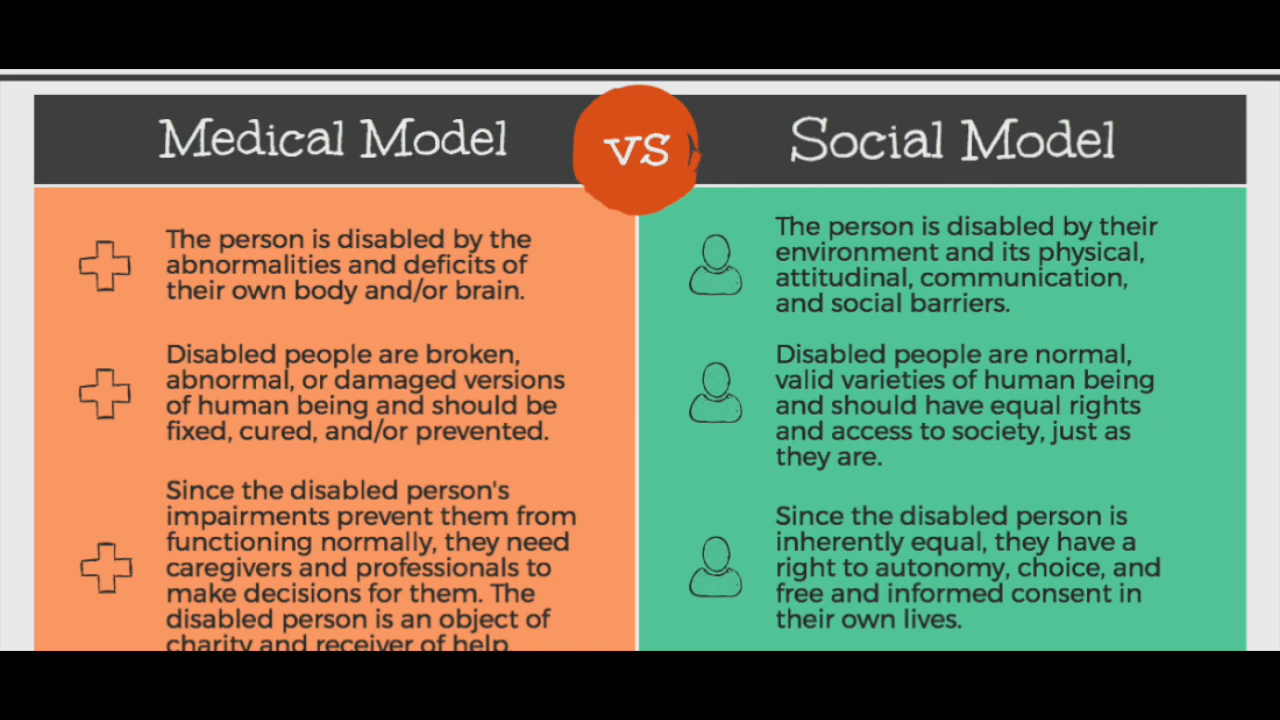 Medical Model
vs
Social Model
The person is disabled by the
abnormalities and deficits of
their own body and/or brain.
Disabled people are broken,
abnormal, or damaged versions
of human being and should be
fixed, cured, and/or prevented.
Since the disabled person's
impairments prevent them from
functioning normally, they need
caregivers and professionals to
make decisions for them. The
disabled person is an object of
charity and receiver of help.
The person is disabled by their
environment and its physical,
attitudinal, communication,
and social barriers.
Disabled people are normal,
valid varieties of human being
and should have equal rights
and access to society, just as
they are.
Since the disabled person is
inherently equal, they have a
right to autonomy, choice, and
free and informed consent in
their own lives.